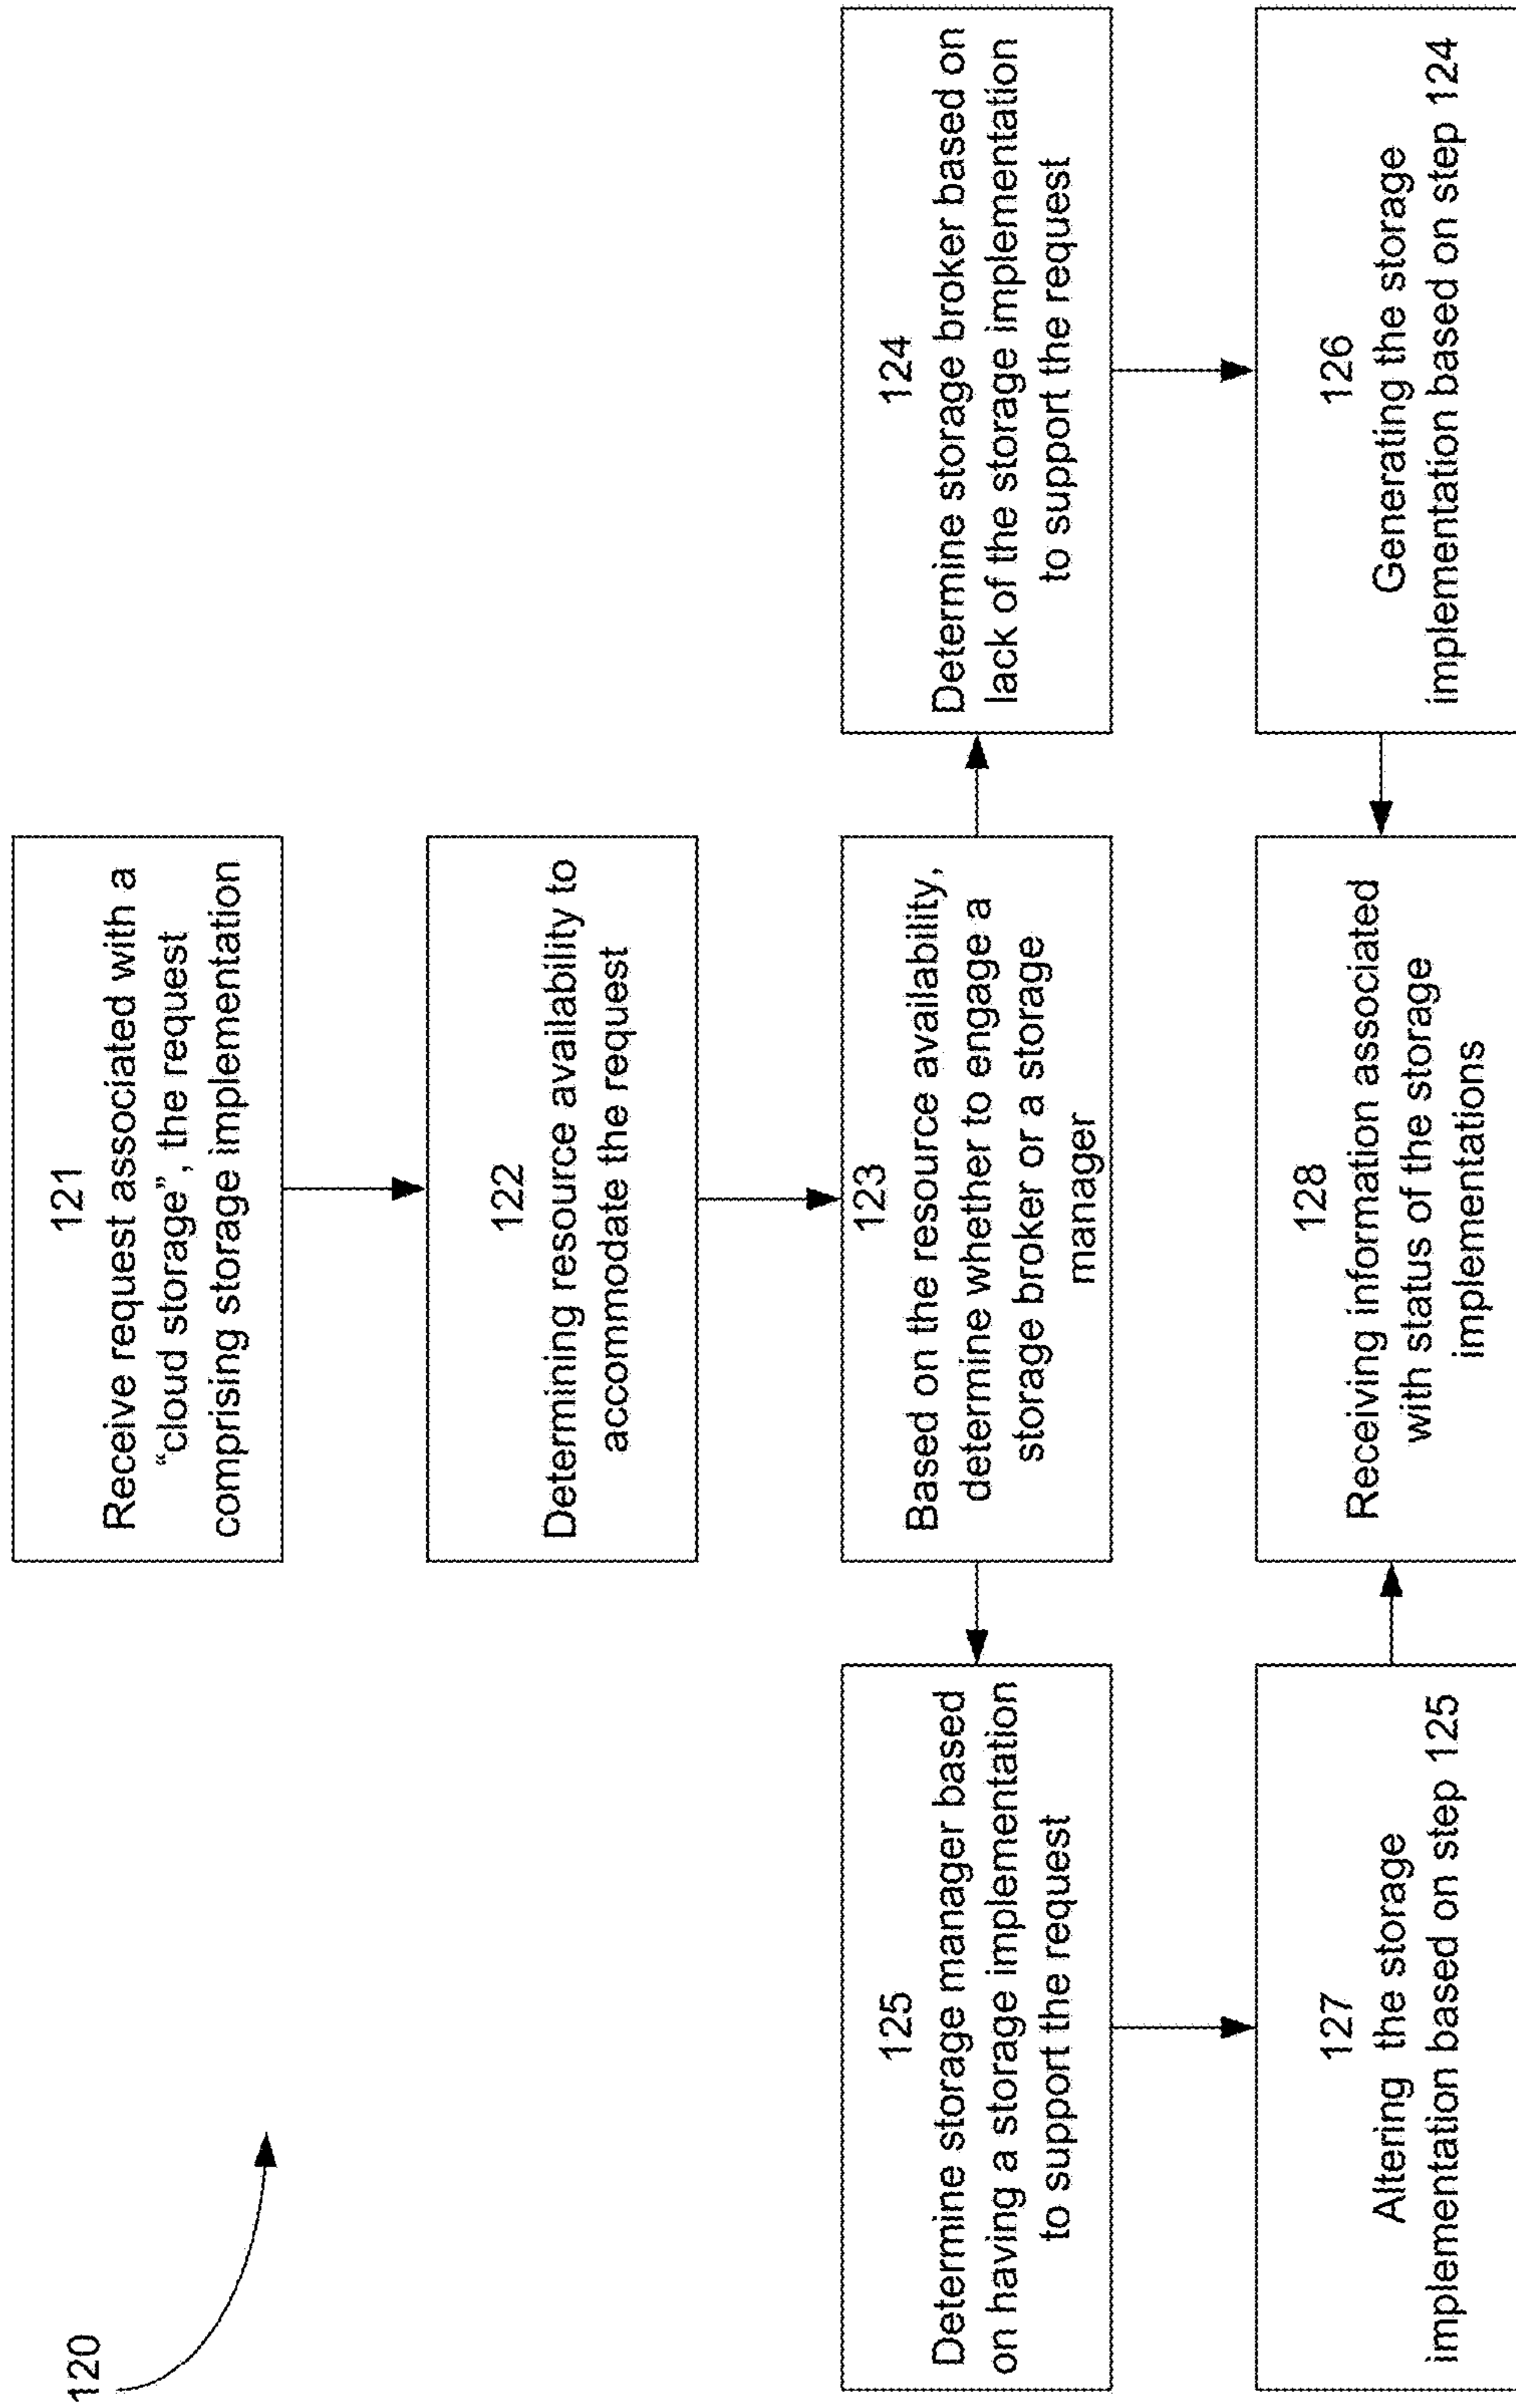 120
121
Receive request associated with a
“cloud storage”, the request
comprising storage implementation
122
Determining resource availability to
accommodate the request
123
Based on the resource availability,
determine whether to engage a
storage broker or a storage
manager
125
Determine storage manager based
on having a storage implementation
to support the request
124
Determine storage broker based on
lack of the storage implementation
to support the request
127
Altering the storage
implementation based on step 125
128
Receiving information associated
with status of the storage
implementations
126
Generating the storage
implementation based on step 124